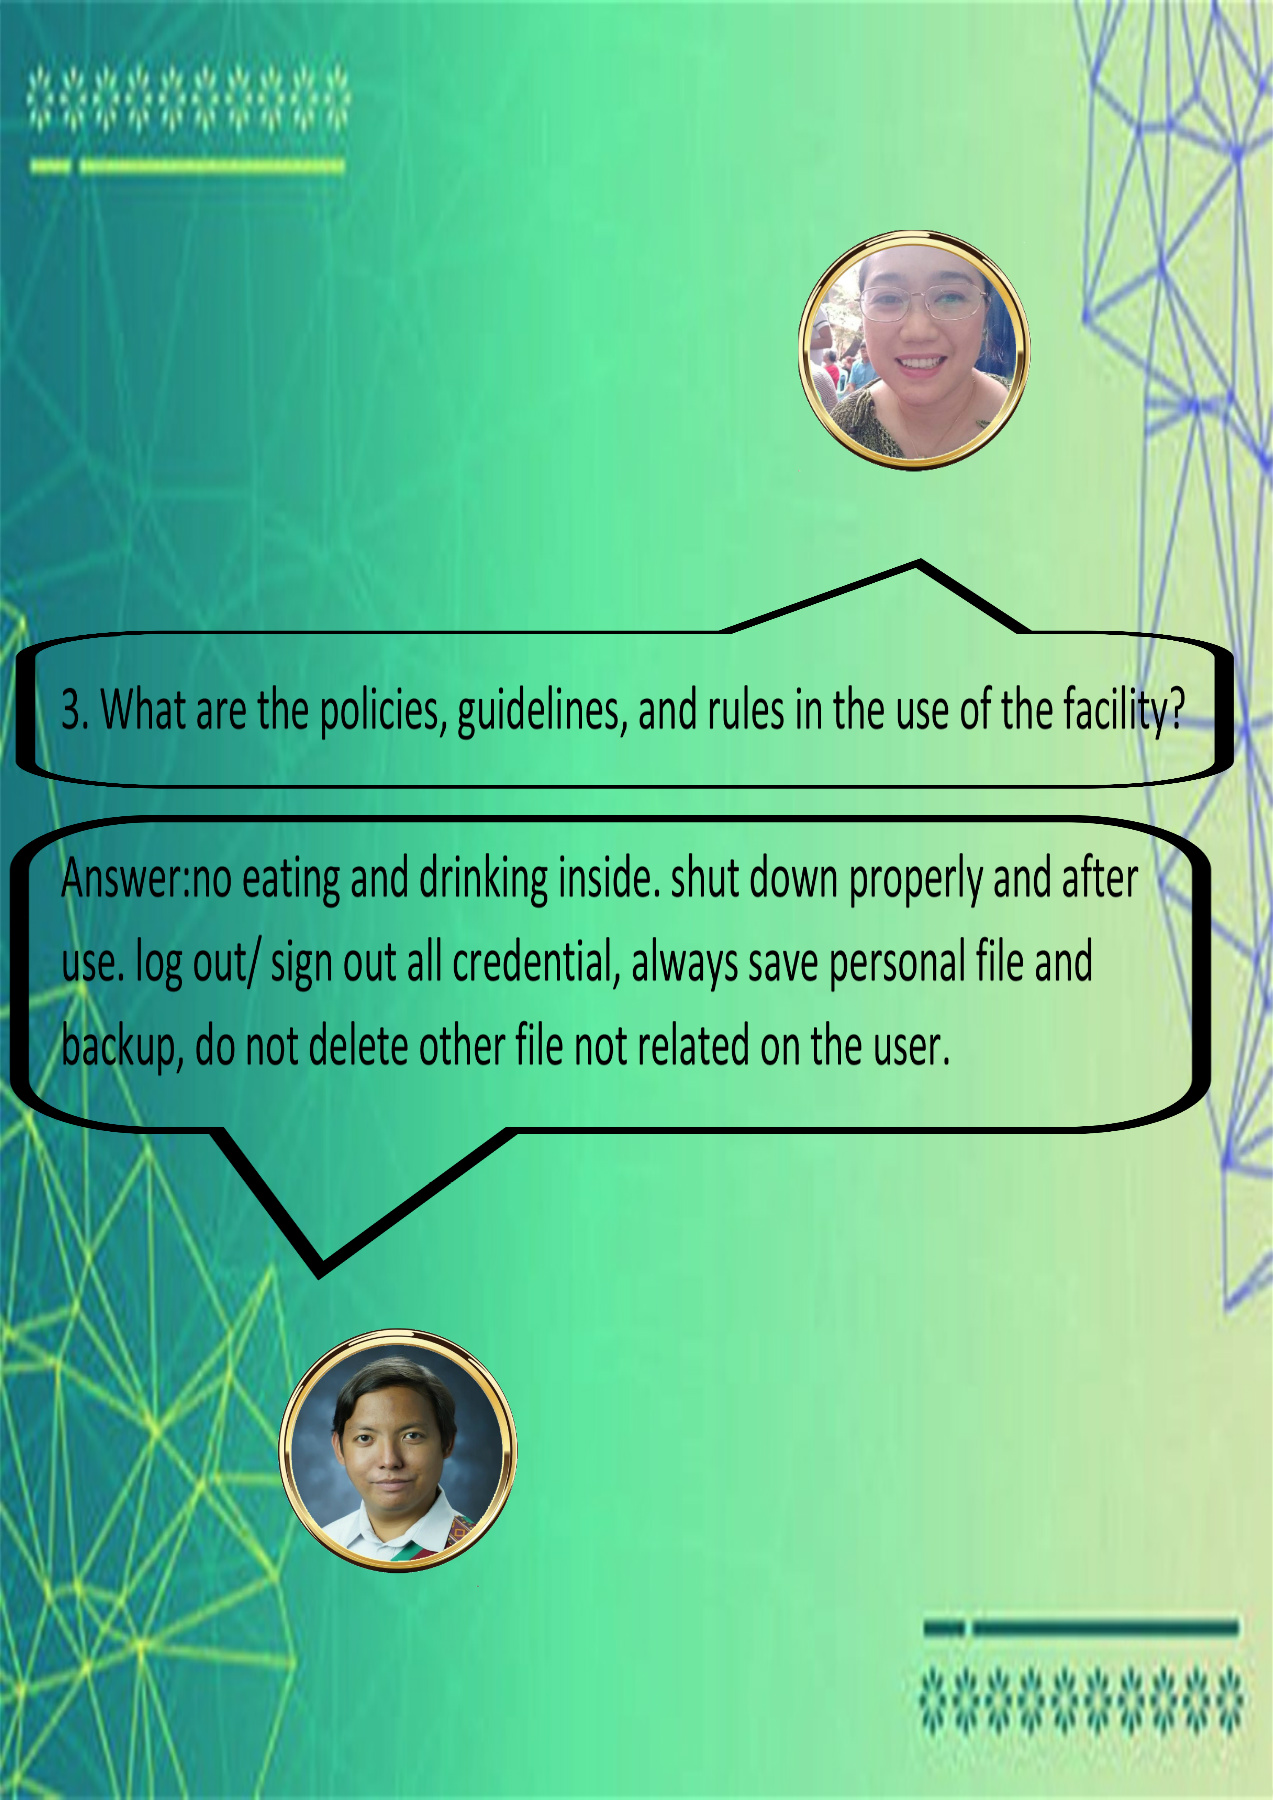 3. What are the policies, guidelines, and rules in the use of the facility?
Answer:no eating and drinking inside. shut down properly and after
use. log out/ sign out all credential, always save personal file and
backup, do not delete other file not related on the user.